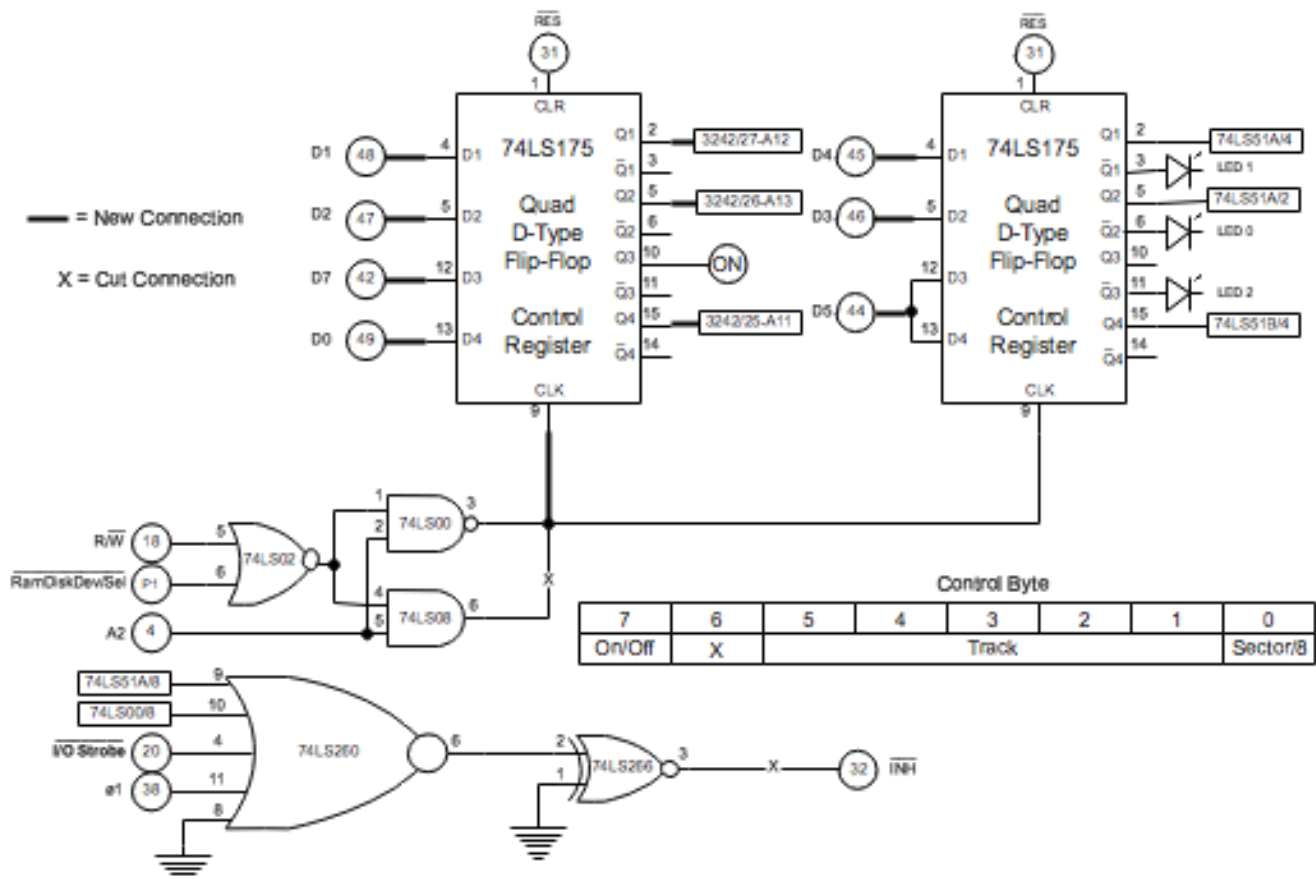 RES RES
31 31
1 1
CLR CLR
D1 48 4 D1 74LS175 Q1 2 3242/27-A12
Q1 3
D2 47 5 D2 Quad Q2 5 3242/26-A13
D-Type Q2 6
D7 42 12 D3 Flip-Flop Q3 10 ON
Q3 11
D0 49 13 D4 Control Q4 15 3242/25-A11
Register Q4 14
CLK
9
D4 45 4 D1 74LS175 Q1 2 74LS51A/4
Q1 3 LED 1
D3 46 5 D2 Quad Q2 5 74LS51A/2
D-Type Q2 6 LED 0
12 D3 Flip-Flop Q3 10
D5 44 Q3 11 LED 2
13 D4 Control Q4 15 74LS51B/4
Register Q4 14
CLK
9
= New Connection
X = Cut Connection
R/W 18 5 74LS02 1 2 74LS00 3
RamDiskDev/Sel P1 6
A2 4 4 5 74LS08 6 X
Control Byte
7 6 5 4 3 2 1 0
On/Off X Track Sector/8
74LS51A/8 9
74LS00/8 10
I/O Strobe 20 4 74LS260 6 2 74LS266 3 X 32 INH
ø1 38 11 1
8